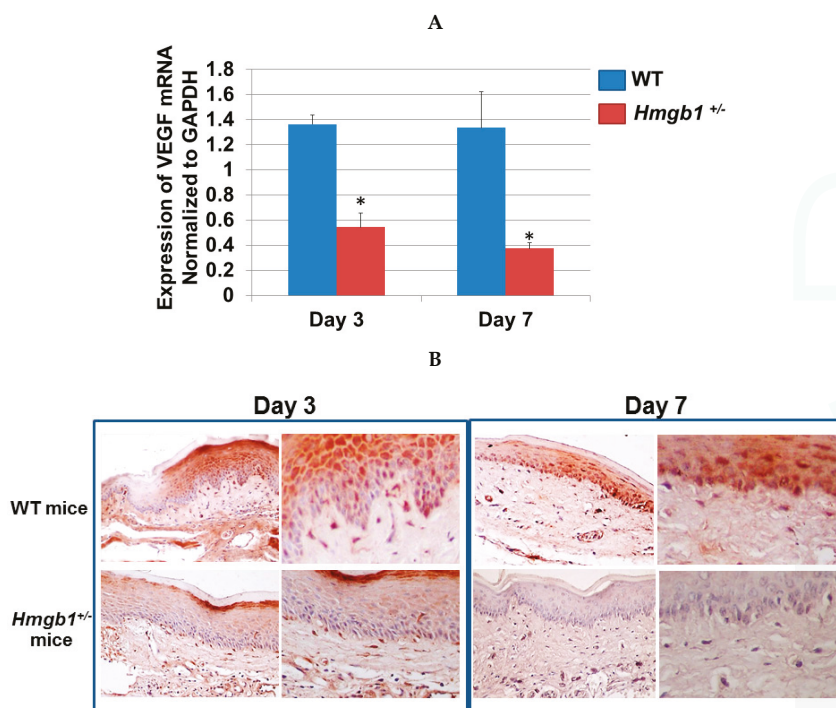 A
Expression of VEGF mRNA
Normalized to GAPDH
1.8
1.6
1.4
1.2
1
0.8
0.6
0.4
0.2
0
*
*
Day 3
Day 7
WT
Hmgb1 +/-
B
Day 3
Day 7
WT mice
Hmgb1+/-
mice